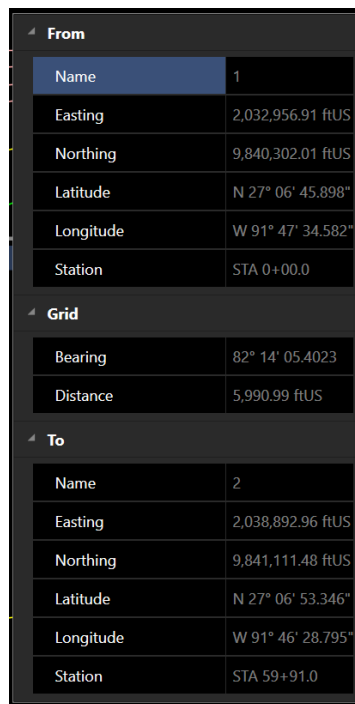 From
Name 1
Easting 2,032,956.91 ftUS
Northing 9,840,302.01 ftUS
Latitude N 27° 06' 45.898"
Longitude W 91° 47' 34.582"
Station STA 0+00.0
Grid
Bearing 82° 14' 05.4023
Distance 5,990.99 ftUS
To
Name 2
Easting 2,038,892.96 ftUS
Northing 9,841,111.48 ftUS
Latitude N 27° 06' 53.346"
Longitude W 91° 46' 28.795"
Station STA 59+91.0